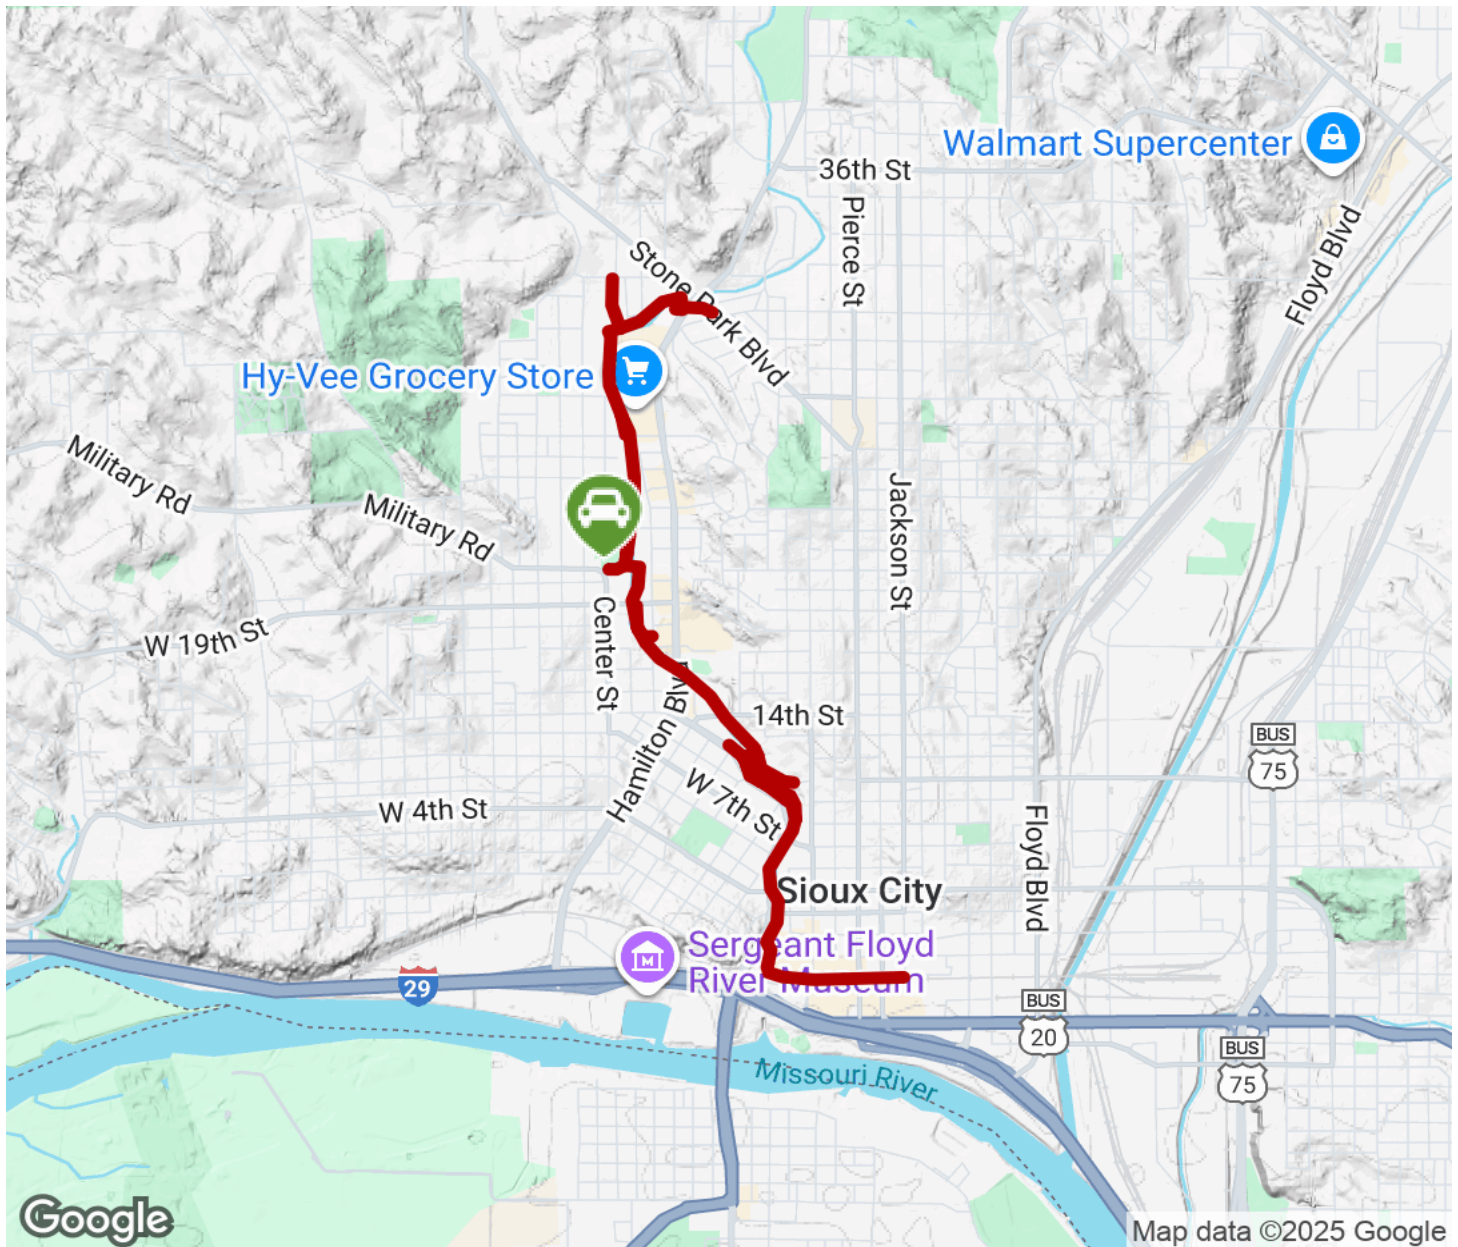 Walmart Supercenter
36th St
Pierce St
Floyd Blvd
Stone Park Blvd
Hy-Vee Grocery Store
Military Rd
Military Rd
Jackson St
Center St
W 19th St
Hamilton Blvd
14th St
BUS
75
W 7th St
W 4th St
Floyd Blvd
Sioux City
Sergeant Floyd
River Museum
29
BUS
20
BUS
75
Missouri River
Google
Map data ©2025 Google